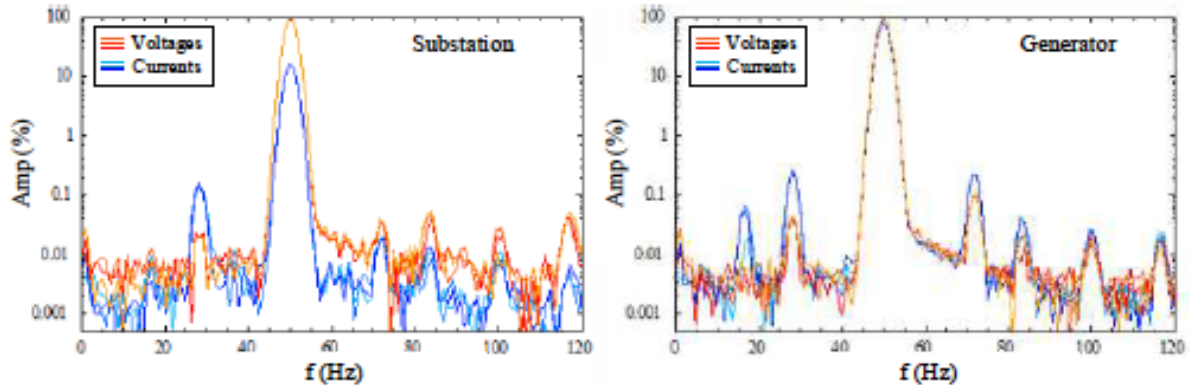 100
10
1
0.1
0.01
0.001
Amp (%)
Voltages
Currents
Substation
0 20 40 60 80 100 120
f (Hz)
100
10
1
0.1
0.01
0.001
Amp (%)
Voltages
Currents
Generator
0 20 40 60 80 100 120
f (Hz)